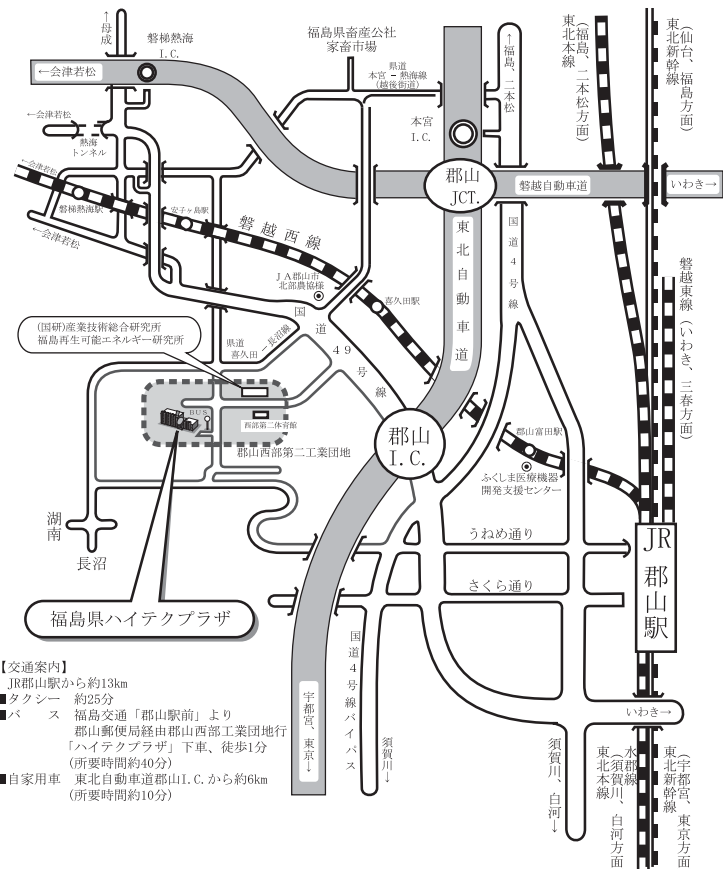 ←母成
磐梯熱海
I.C.
←会津若松
福島県畜産公社
家畜市場
県道
本宮－熱海線
(越後街道)
←福島、二本松
本宮
I.C.
東北本線
(福島、二本松方面)
東北新幹線
(仙台、福島方面)
←会津若松
熱海
トンネル
←会津若松
磐梯熱海駅
←会津若松
安子ヶ島駅
磐越西線
郡山
JCT.
磐越自動車道
いわき→
国道4号線
東北自動車道
JA郡山市
北部農協様
喜久田駅
国道49号線
県道
喜久田－長沼線
磐越東線(いわき、三春方面)
(国研)産業技術総合研究所
福島再生可能エネルギー研究所
BUS
西部第二体育館
郡山西部第二工業団地
郡山
I.C.
郡山富田駅
ふくしま医療機器
開発支援センター
湖南
長沼
うねめ通り
さくら通り
JR郡山駅
福島県ハイテクプラザ
国道4号線バイパス
宇都宮、東京↓
須賀川↓
須賀川、白河↓
いわき→
東北本線
(須賀川、白河方面)
水郡線
東北新幹線
(宇都宮、東京方面)
【交通案内】
JR郡山駅から約13km
■タクシー 約25分
■バス 福島交通「郡山駅前」より
郡山郵便局経由郡山西部工業団地行
「ハイテクプラザ」下車、徒歩1分
(所要時間約40分)
■自家用車 東北自動車道郡山I.C.から約6km
(所要時間約10分)